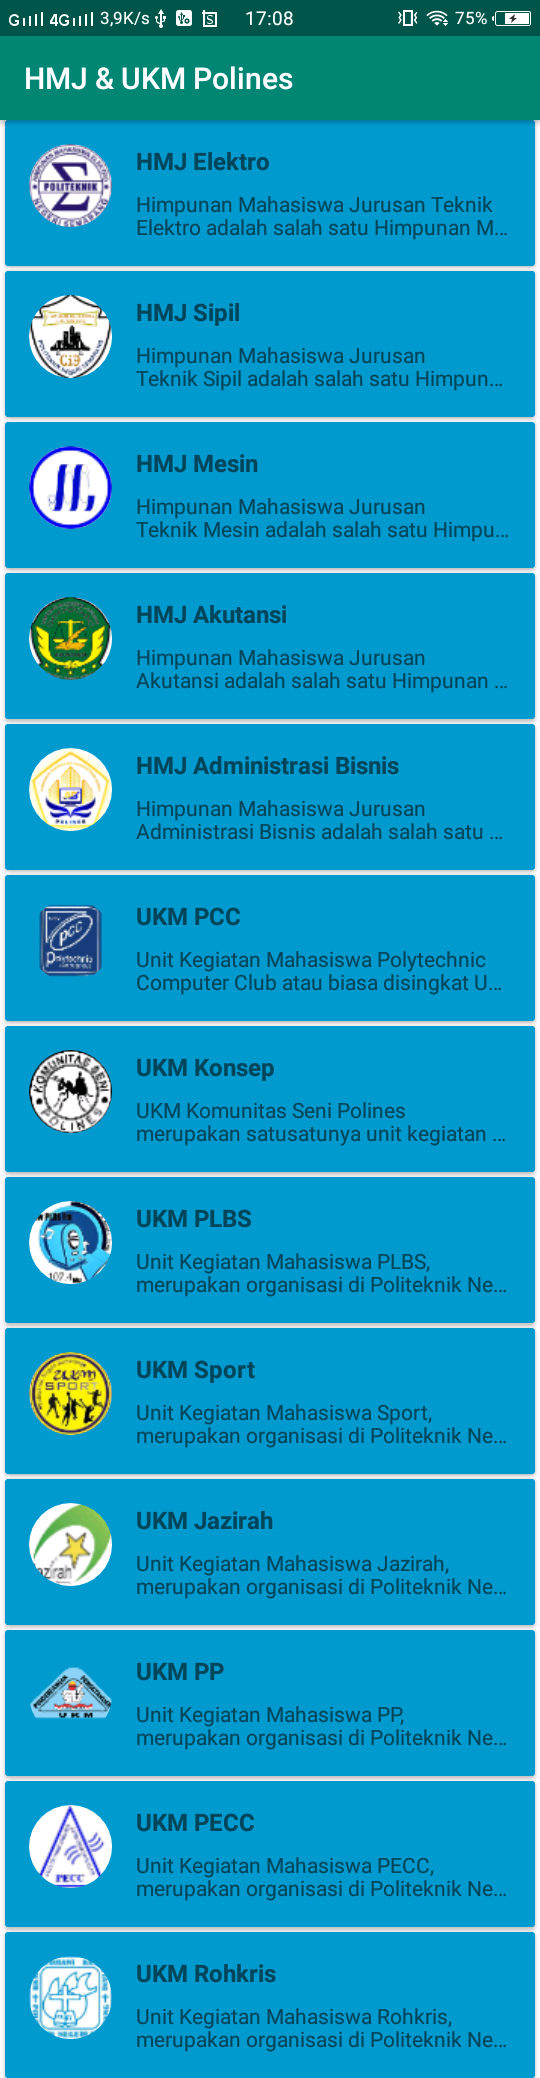 3,9K/s 17:08 75%
HMJ & UKM Polines
HMJ Elektro
POLITEKNIK
Himpunan Mahasiswa Jurusan Teknik
Elektro adalah salah satu Himpunan M...
HMJ Sipil
Himpunan Mahasiswa Jurusan
Teknik Sipil adalah salah satu Himpun...
HMJ Mesin
Himpunan Mahasiswa Jurusan
Teknik Mesin adalah salah satu Himpu...
HMJ Akutansi
Himpunan Mahasiswa Jurusan
Akutansi adalah salah satu Himpunan ...
HMJ Administrasi Bisnis
POLINES
Himpunan Mahasiswa Jurusan
Administrasi Bisnis adalah salah satu ...
UKM PCC
pcc
Unit Kegiatan Mahasiswa Polytechnic
Computer Club atau biasa disingkat U...
UKM Konsep
KOMUNITAS SENI
POLINES
UKM Komunitas Seni Polines
merupakan satusatunya unit kegiatan ...
UKM PLBS
Unit Kegiatan Mahasiswa PLBS,
merupakan organisasi di Politeknik Ne...
UKM Sport
SPORT
Unit Kegiatan Mahasiswa Sport,
merupakan organisasi di Politeknik Ne...
UKM Jazirah
Unit Kegiatan Mahasiswa Jazirah,
merupakan organisasi di Politeknik Ne...
UKM PP
UKM
Unit Kegiatan Mahasiswa PP,
merupakan organisasi di Politeknik Ne...
UKM PECC
PECC
Unit Kegiatan Mahasiswa PECC,
merupakan organisasi di Politeknik Ne...
UKM Rohkris
Unit Kegiatan Mahasiswa Rohkris,
merupakan organisasi di Politeknik Ne...